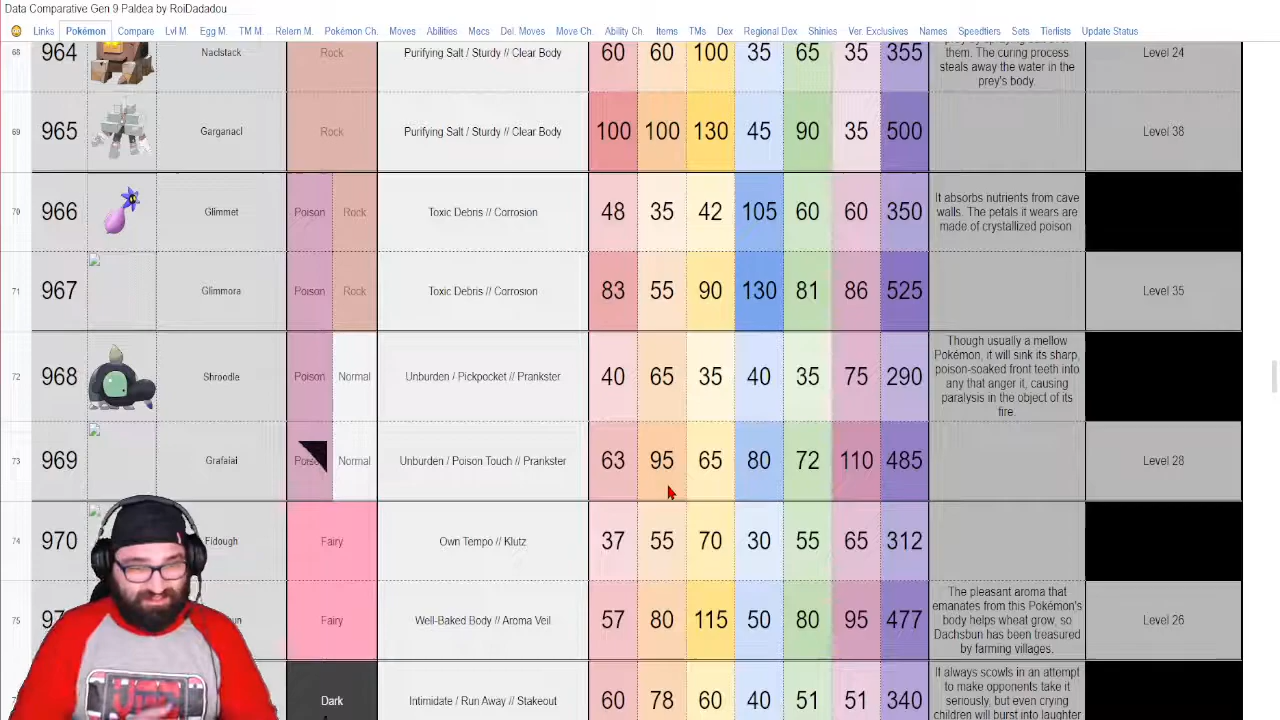 Data Comparative Gen 9 Paldea by RoiDadadou
Links Pokémon Compare Lvl M. Egg M. TM M. Relern M. Pokémon Ch. Moves Abilities Macs Del. Moves Move Ch. Ability Ch. Items TMs Dex Regional Dex Shinies Ver. Exclusives Names Speedtiers Sets Tierlists Update Status
68 964 Naclstack Rock Purifying Salt / Sturdy // Clear Body 60 60 100 35 65 35 355 Level 24
them. The curing process
steals away the water in the
prey's body.
69 965 Garganacl Rock Purifying Salt / Sturdy // Clear Body 100 100 130 45 90 35 500 Level 38
70 966 Glimmet Poison Rock Toxic Debris // Corrosion 48 35 42 105 60 60 350
It absorbs nutrients from cave
walls. The petals it wears are
made of crystallized poison.
71 967 Glimmora Poison Rock Toxic Debris // Corrosion 83 55 90 130 81 86 525 Level 35
72 968 Shroodle Poison Normal Unburden / Pickpocket // Prankster 40 65 35 40 35 75 290
Though usually a mellow
Pokémon, it will sink its sharp,
poison-soaked front teeth into
any that anger it, causing
paralysis in the object of its
fire.
73 969 Grafaiai Normal Unburden / Poison Touch // Prankster 63 95 65 80 72 110 485 Level 28
74 970 Fidough Fairy Own Tempo / Klutz 37 55 70 30 55 65 312
75 Fairy Well-Baked Body // Aroma Veil 57 80 115 50 80 95 477 Level 26
The pleasant aroma that
emanates from this Pokémon's
body helps wheat grow, so
Dachsbun has been treasured
by farming villages.
Dark Intimidate / Run Away // Stakeout 60 78 60 40 51 51 340
It always scowls in an attempt
to make opponents take it
seriously, but even crying
children will burst into laughter